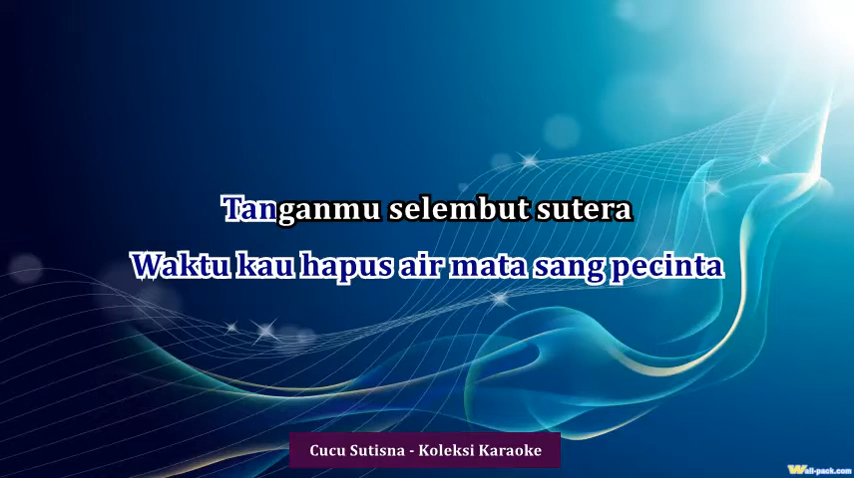 Tanganmu selembut sutera
Waktu kau hapus air mata sang pecinta
Cucu Sutisna - Koleksi Karaoke
Wall-pack.com